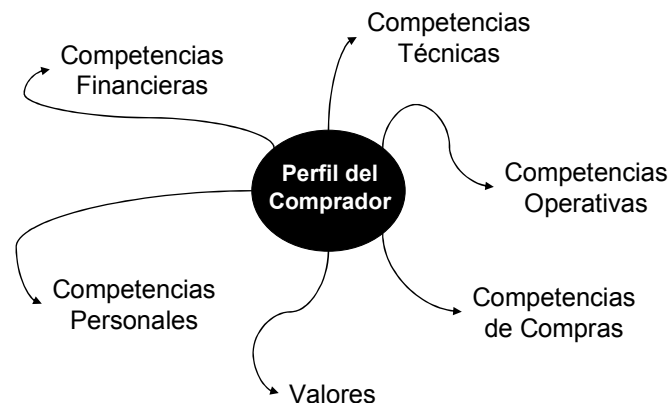 Competencias
Técnicas
Competencias
Financieras
Perfil del
Comprador
Competencias
Operativas
Competencias
Personales
Competencias
de Compras
Valores